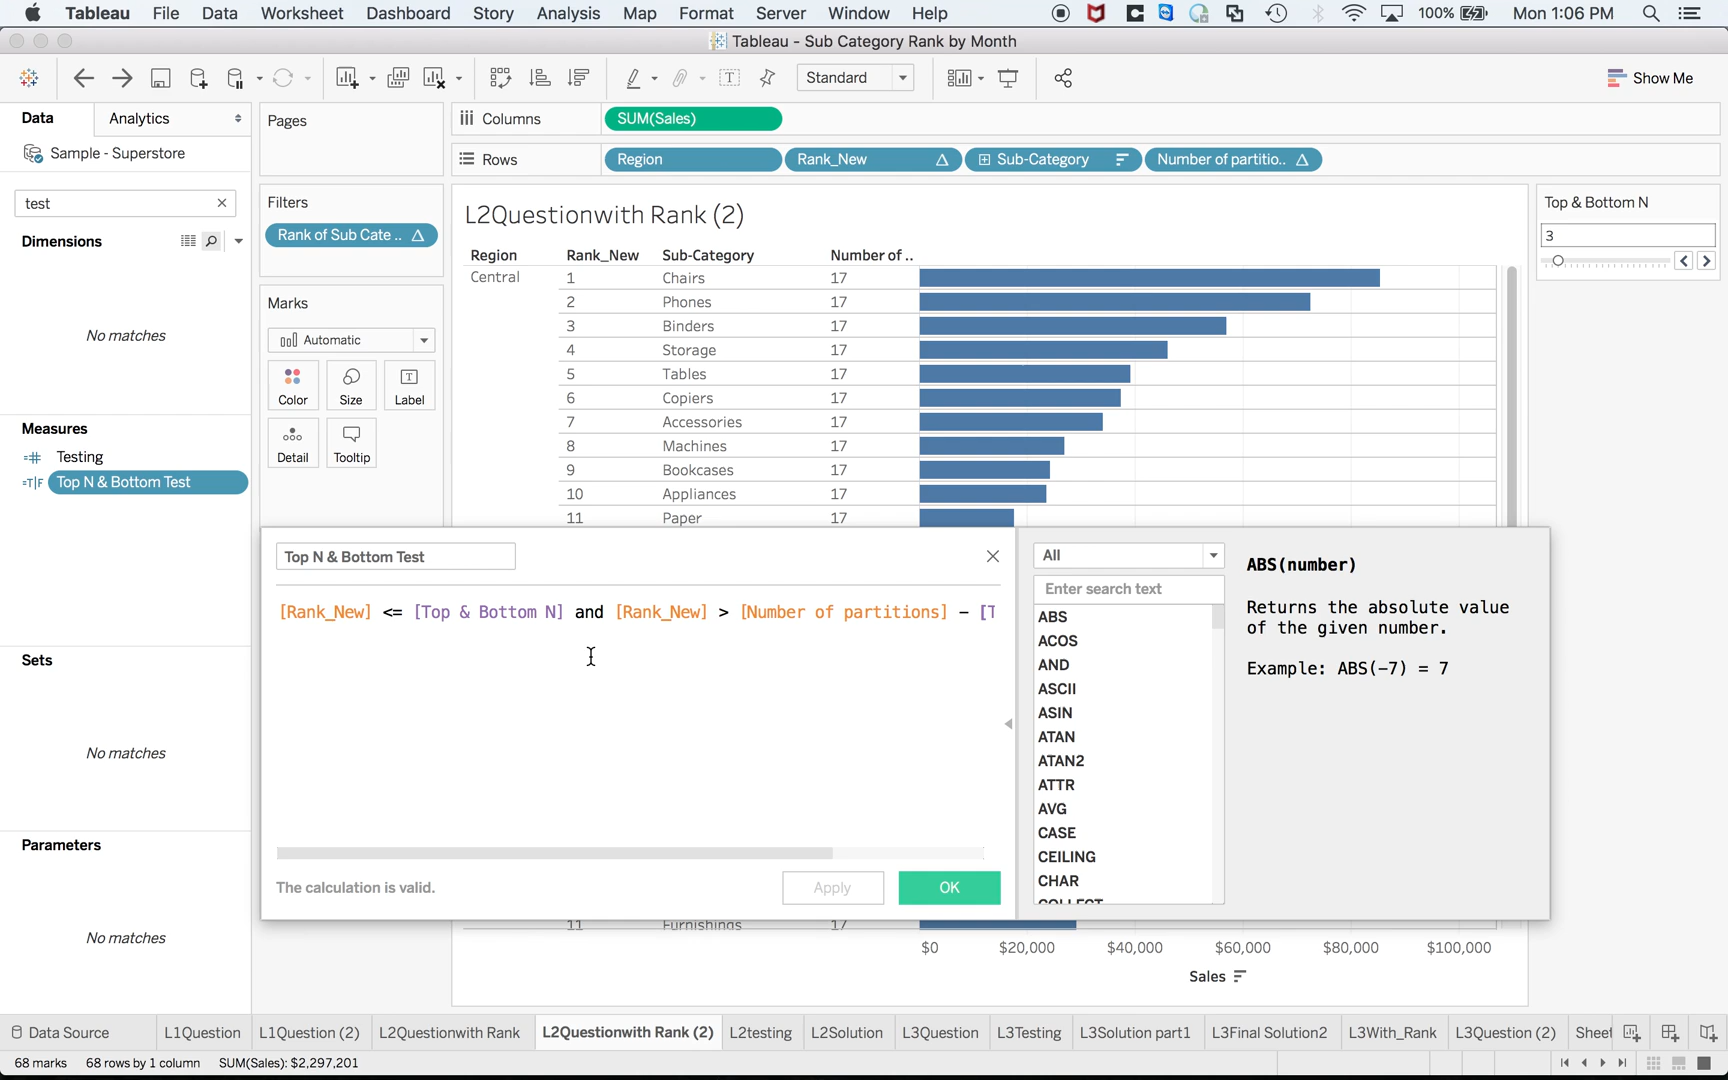 Tableau File Data Worksheet Dashboard Story Analysis Map Format Server Window Help 100% Mon 1:06 PM
Tableau - Sub Category Rank by Month
Standard Show Me
Data Analytics
Sample - Superstore
test
Dimensions
No matches
Measures
Testing
=T|F Top N & Bottom Test
Sets
No matches
Parameters
No matches
Pages
Filters
Rank of Sub Cate ..
Marks
Automatic
Color Size Label
Detail Tooltip
Columns SUM(Sales)
Rows Region Rank_New Sub-Category Number of partitio..
L2Questionwith Rank (2)
Region Rank_New Sub-Category Number of ..
Central 1 Chairs 17
2 Phones 17
3 Binders 17
4 Storage 17
5 Tables 17
6 Copiers 17
7 Accessories 17
8 Machines 17
9 Bookcases 17
10 Appliances 17
11 Paper 17
Top & Bottom N
3
Top N & Bottom Test
[Rank_New] <= [Top & Bottom N] and [Rank_New] > [Number of partitions] - [T
The calculation is valid.
Apply OK
All
Enter search text
ABS
ACOS
AND
ASCII
ASIN
ATAN
ATAN2
ATTR
AVG
CASE
CEILING
CHAR
COLLECT
ABS(number)
Returns the absolute value
of the given number.
Example: ABS(-7) = 7
11 Furnishings 17
$0 $20,000 $40,000 $60,000 $80,000 $100,000
Sales
Data Source L1Question L1Question (2) L2Questionwith Rank L2Questionwith Rank (2) L2testing L2Solution L3Question L3Testing L3Solution part1 L3Final Solution2 L3With_Rank L3Question (2) Sheet
68 marks 68 rows by 1 column SUM(Sales): $2,297,201